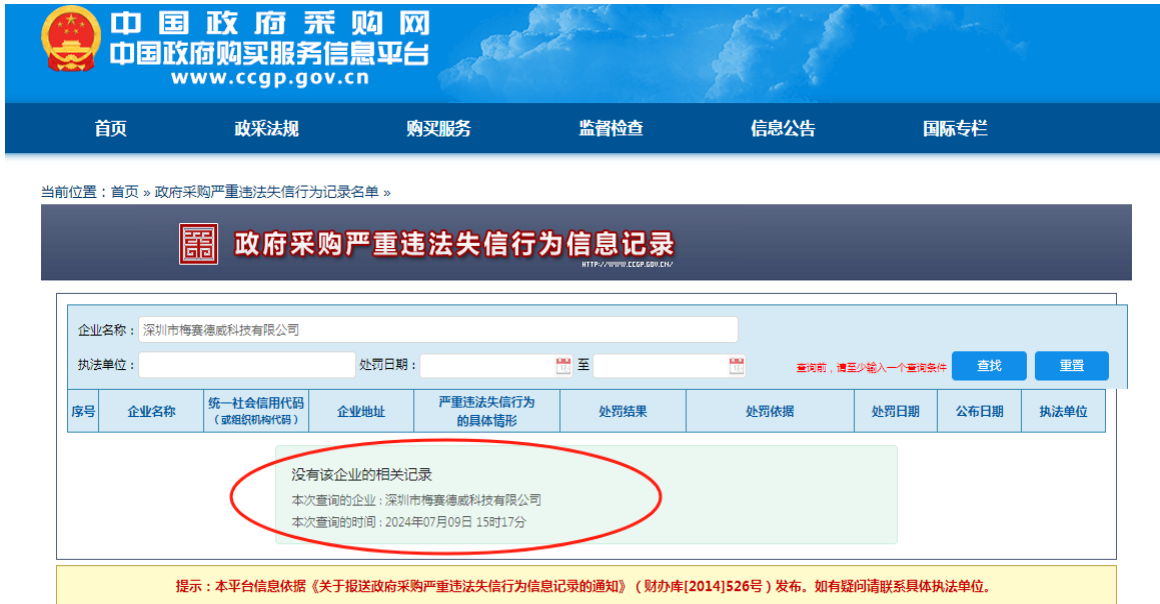 中国政府采购网
中国政府购买服务信息平台
www.ccgp.gov.cn
首页 政采法规 购买服务 监督检查 信息公告 国际专栏
当前位置：首页 » 政府采购严重违法失信行为记录名单 »
政府采购严重违法失信行为信息记录
HTTP://WWW.CCGP.GOV.CN/
企业名称：深圳市梅赛德威科技有限公司
执法单位： 处罚日期： 至 查询前，请至少输入一个查询条件 查找 重置
序号 企业名称 统一社会信用代码（或组织机构代码） 企业地址 严重违法失信行为的具体情形 处罚结果 处罚依据 处罚日期 公布日期 执法单位
没有该企业的相关记录
本次查询的企业：深圳市梅赛德威科技有限公司
本次查询的时间：2024年07月09日 15时17分
提示：本平台信息依据《关于报送政府采购严重违法失信行为信息记录的通知》（财办库[2014]526号）发布。如有疑问请联系具体执法单位。